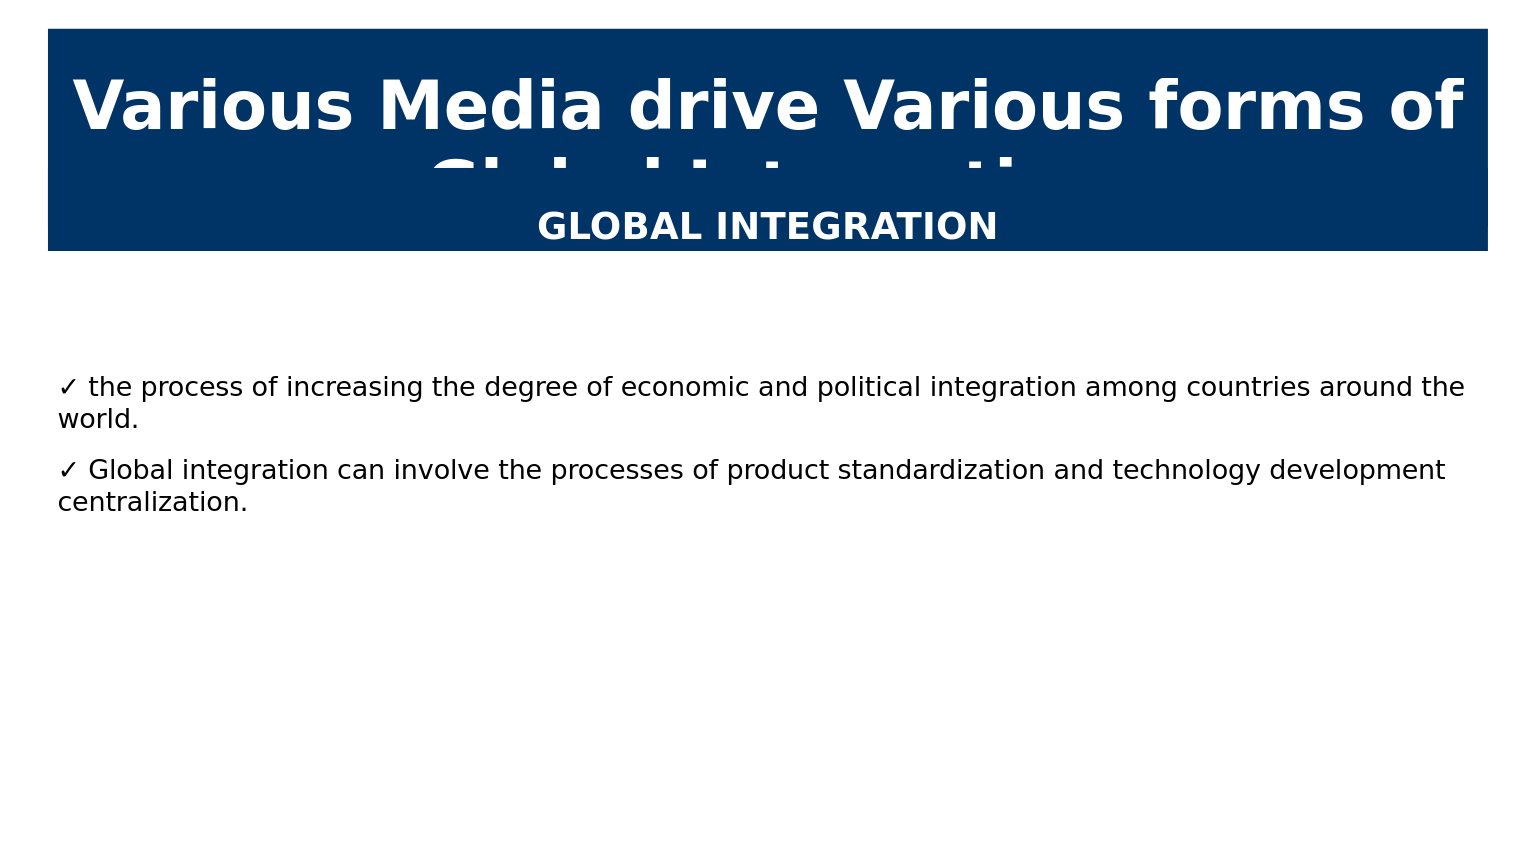 Various Media drive Various forms of
GLOBAL INTEGRATION
✓ the process of increasing the degree of economic and political integration among countries around the
world.
✓ Global integration can involve the processes of product standardization and technology development
centralization.